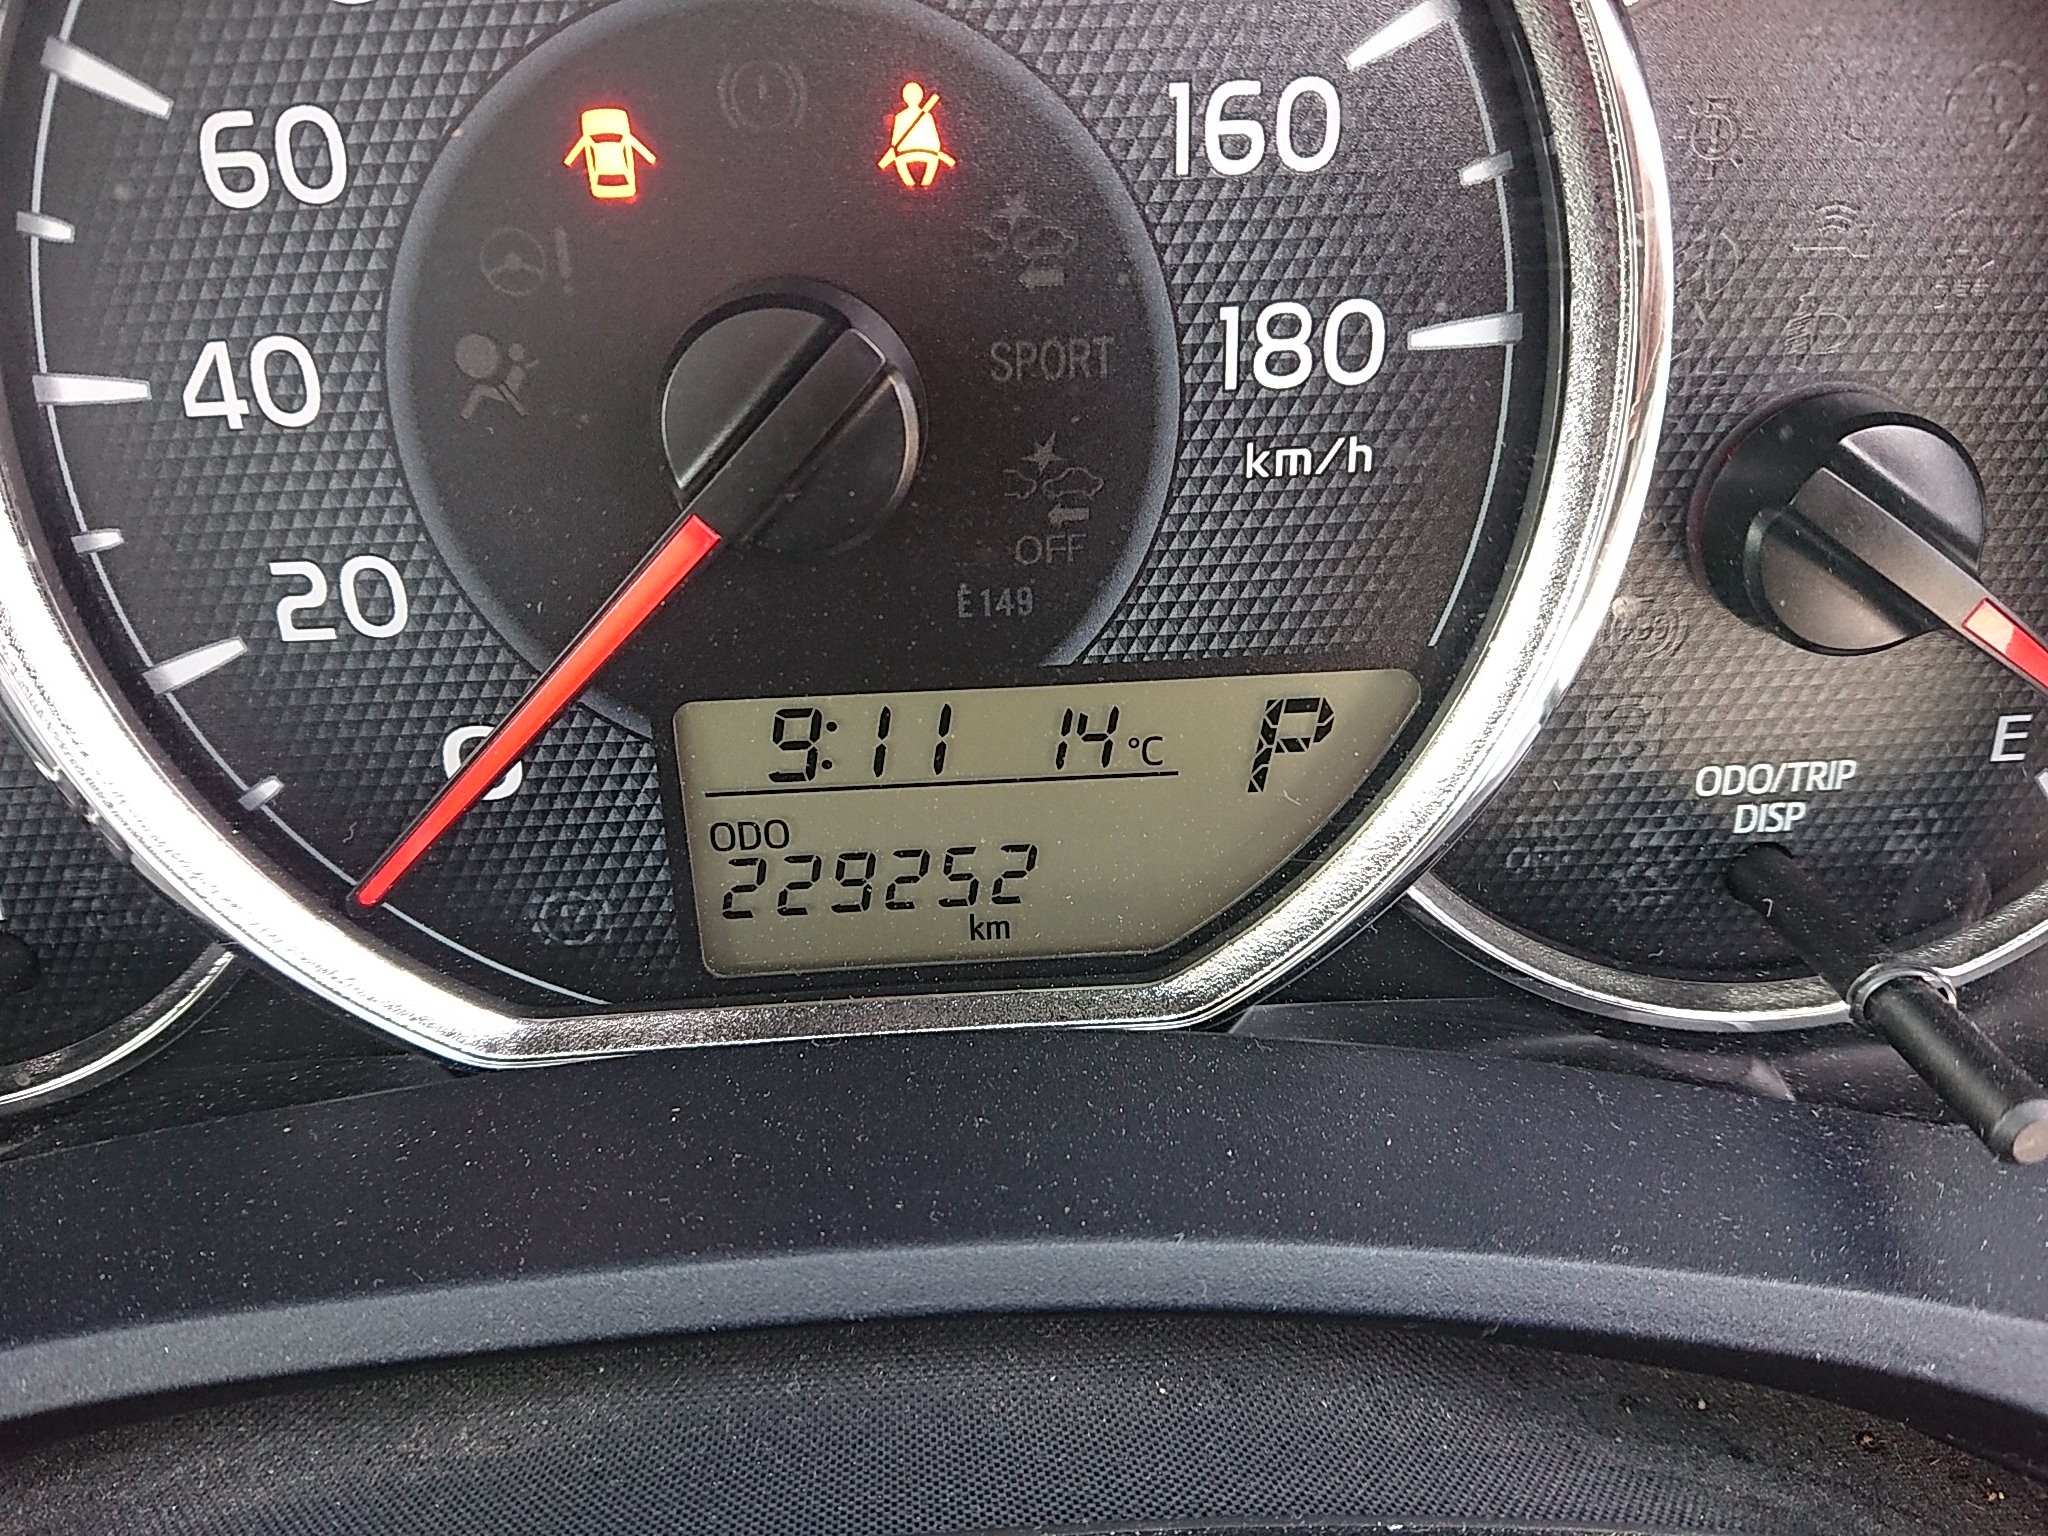 60
160
40
SPORT
180
km/h
20
OFF
E149
0
9:11 14°C P
E
ODO/TRIP
DISP
ODO
229252
km